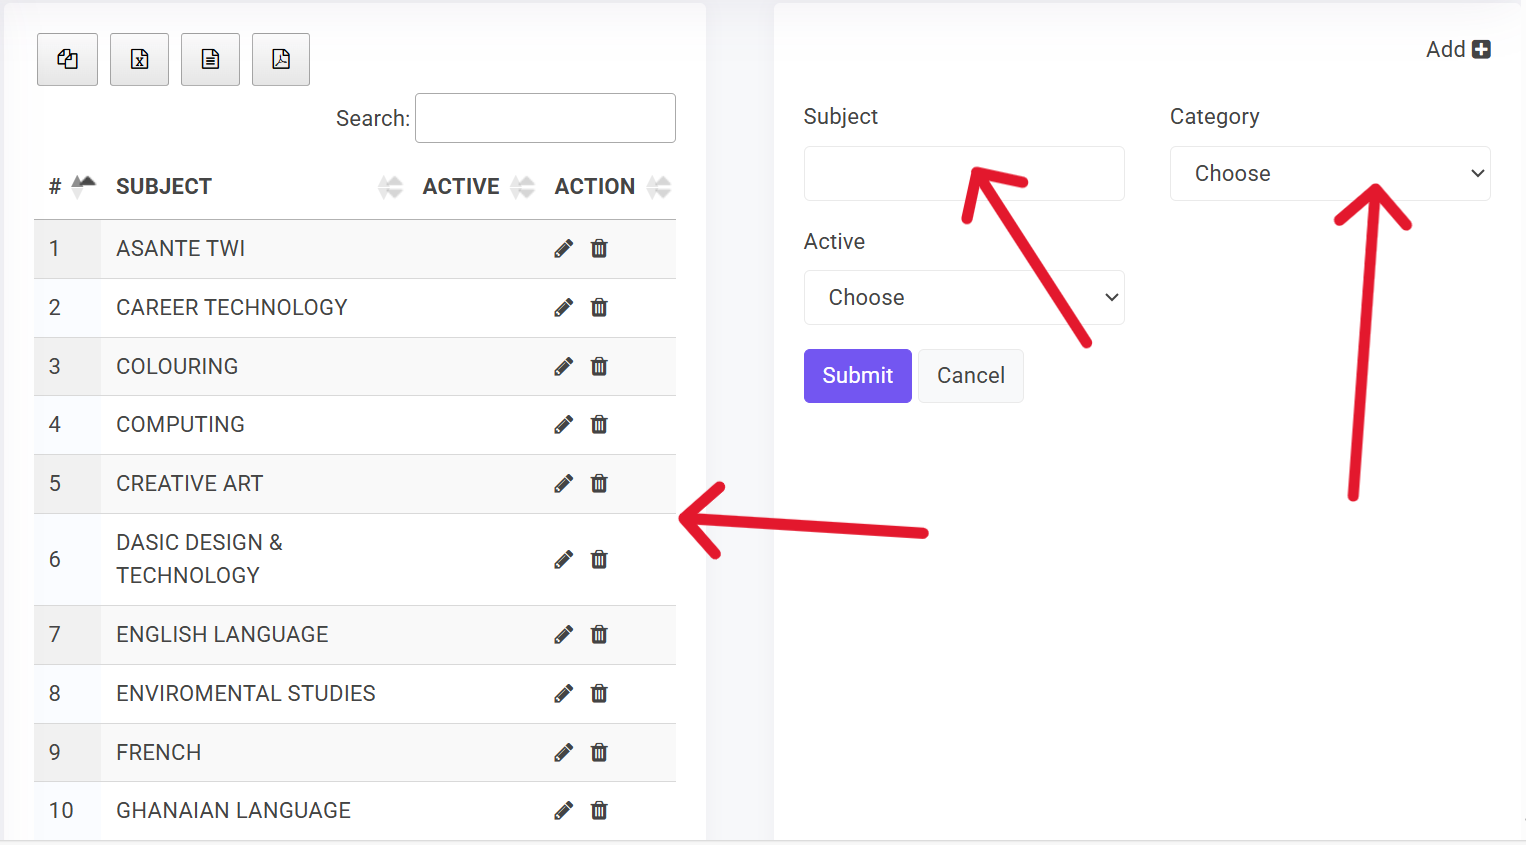 Search:
# SUBJECT ACTIVE ACTION
1 ASANTE TWI
2 CAREER TECHNOLOGY
3 COLOURING
4 COMPUTING
5 CREATIVE ART
6 DASIC DESIGN &
TECHNOLOGY
7 ENGLISH LANGUAGE
8 ENVIROMENTAL STUDIES
9 FRENCH
10 GHANAIAN LANGUAGE
Add
Subject
Category
Choose
Active
Choose
Submit Cancel